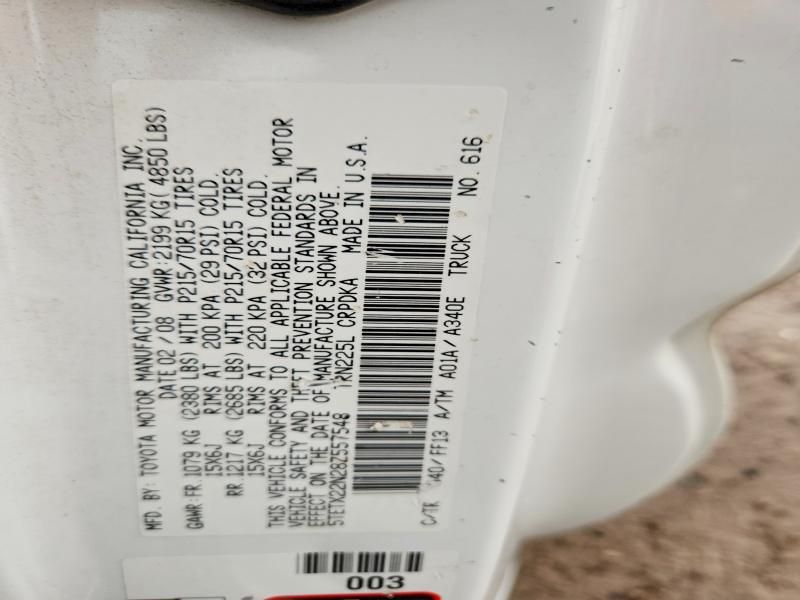 MFD. BY: TOYOTA MOTOR MANUFACTURING CALIFORNIA INC.
DATE 02 / 08 GVWR: 2199 KG ( 4850 LBS)
GAWR: FR. 1079 KG (2380 LBS) WITH P215/70R15 TIRES
15X6J RIMS AT 200 KPA (29 PSI) COLD.
RR. 1217 KG (2685 LBS) WITH P215/70R15 TIRES
15X6J RIMS AT 220 KPA (32 PSI) COLD.
THIS VEHICLE CONFORMS TO ALL APPLICABLE FEDERAL MOTOR
VEHICLE SAFETY AND THEFT PREVENTION STANDARDS IN
EFFECT ON THE DATE OF MANUFACTURE SHOWN ABOVE.
5TETX22N28Z557548 TRN225L CRPDKA MADE IN U.S.A.
C/TR 040/FF13 A/TM A01A/A340E TRUCK NO. 616
003